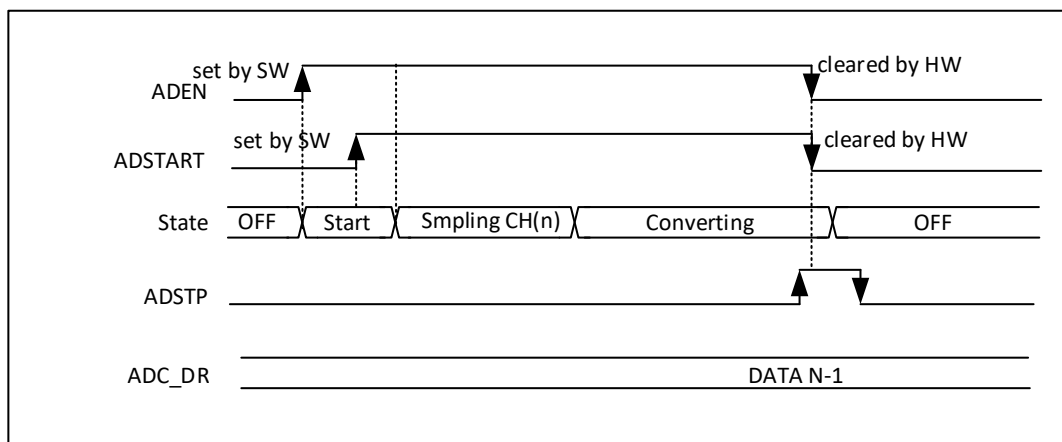 set by SW cleared by HW
ADEN
set by SW cleared by HW
ADSTART
State OFF Start Smpling CH(n) Converting OFF
ADSTP
ADC_DR DATA N-1